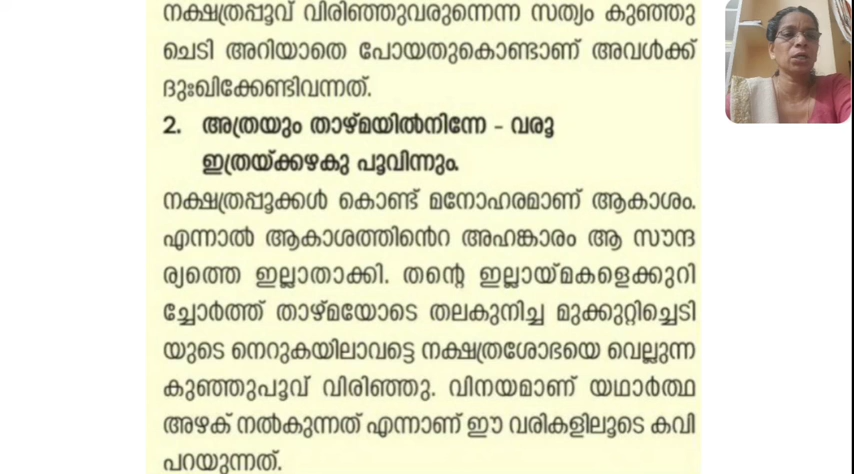 നക്ഷത്രപ്പൂവ് വിരിഞ്ഞുവരുന്നെന്ന സത്യം കുഞ്ഞു
ചെടി അറിയാതെ പോയതുകൊണ്ടാണ് അവൾക്ക്
ദുഃഖിക്കേണ്ടിവന്നത്.
2. അത്രയും താഴ്മയിൽനിന്നേ - വരൂ
ഇത്രയ്ക്കഴകു പൂവിന്നും.
നക്ഷത്രപ്പൂക്കൾ കൊണ്ട് മനോഹരമാണ് ആകാശം.
എന്നാൽ ആകാശത്തിൻെറ അഹങ്കാരം ആ സൗന്ദ
ര്യത്തെ ഇല്ലാതാക്കി. തന്റെ ഇല്ലായ്മകളെക്കുറി
ച്ചോർത്ത് താഴ്മയോടെ തലകുനിച്ച മുക്കുറ്റിച്ചെടി
യുടെ നെറുകയിലാവട്ടെ നക്ഷത്രശോഭയെ വെല്ലുന്ന
കുഞ്ഞുപൂവ് വിരിഞ്ഞു. വിനയമാണ് യഥാർത്ഥ
അഴക് നൽകുന്നത് എന്നാണ് ഈ വരികളിലൂടെ കവി
പറയുന്നത്.